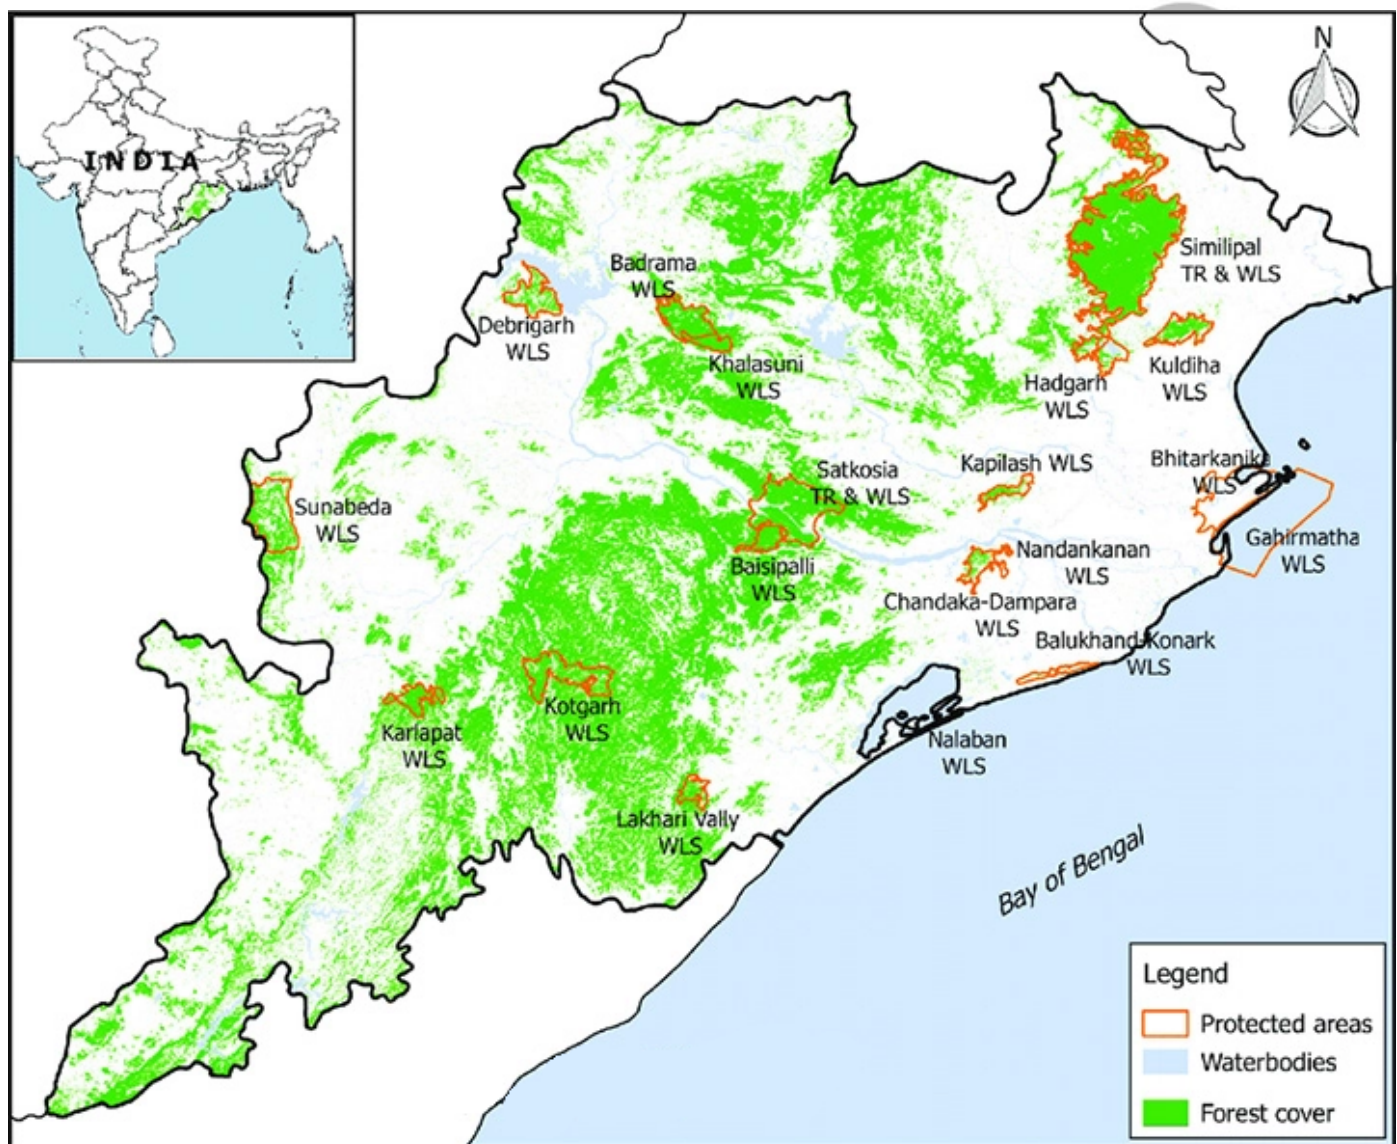 INDIA
N
Similipal
TR & WLS
Badrama
WLS
Debrigarh
WLS
Khalasuni
WLS
Hadgarh
WLS
Kuldiha
WLS
Satkosia
TR & WLS
Kapilash WLS
Bhitarkanika
WLS
Sunabeda
WLS
Gahirmatha
WLS
Baisipalli
WLS
Nandankanan
WLS
Chandaka-Dampara
WLS
Balukhand-Konark
WLS
Kotgarh
WLS
Karlapat
WLS
Nalaban
WLS
Lakhari Vally
WLS
Bay of Bengal
Legend
Protected areas
Waterbodies
Forest cover